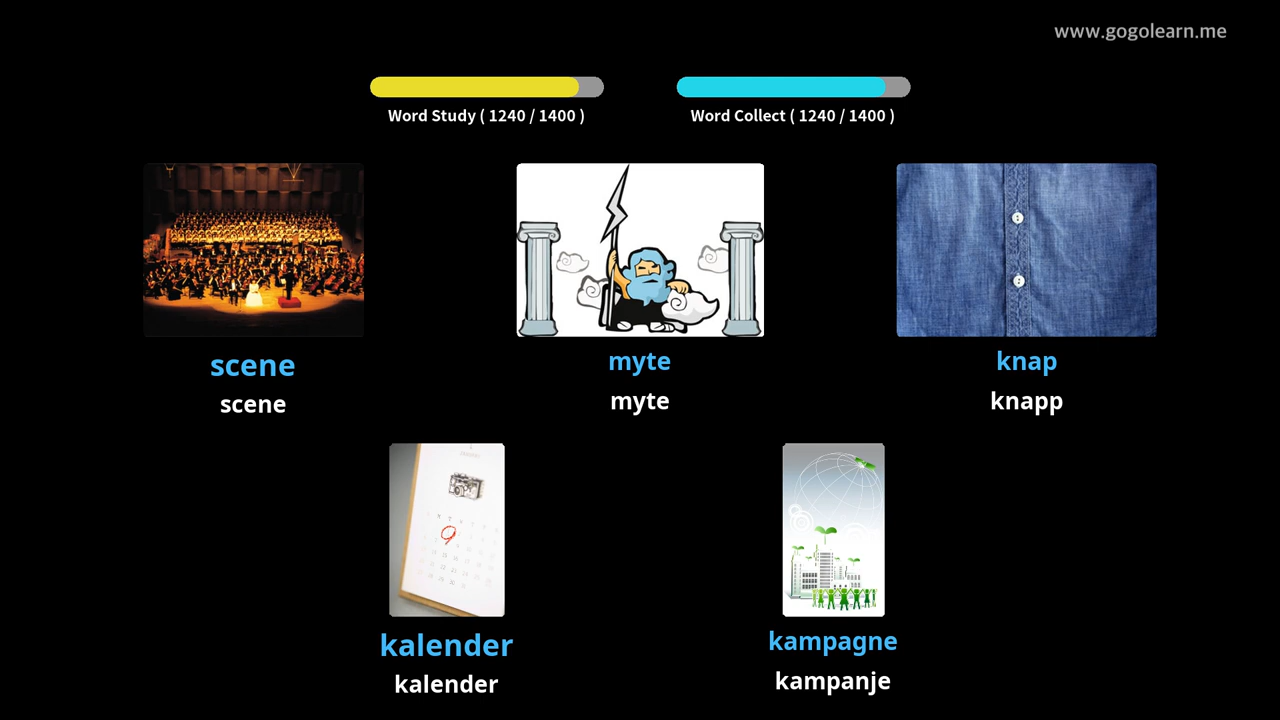 www.gogolearn.me
Word Study ( 1240 / 1400 )
Word Collect ( 1240 / 1400 )
scene
scene
myte
myte
knap
knapp
9
kalender
kalender
kampagne
kampanje